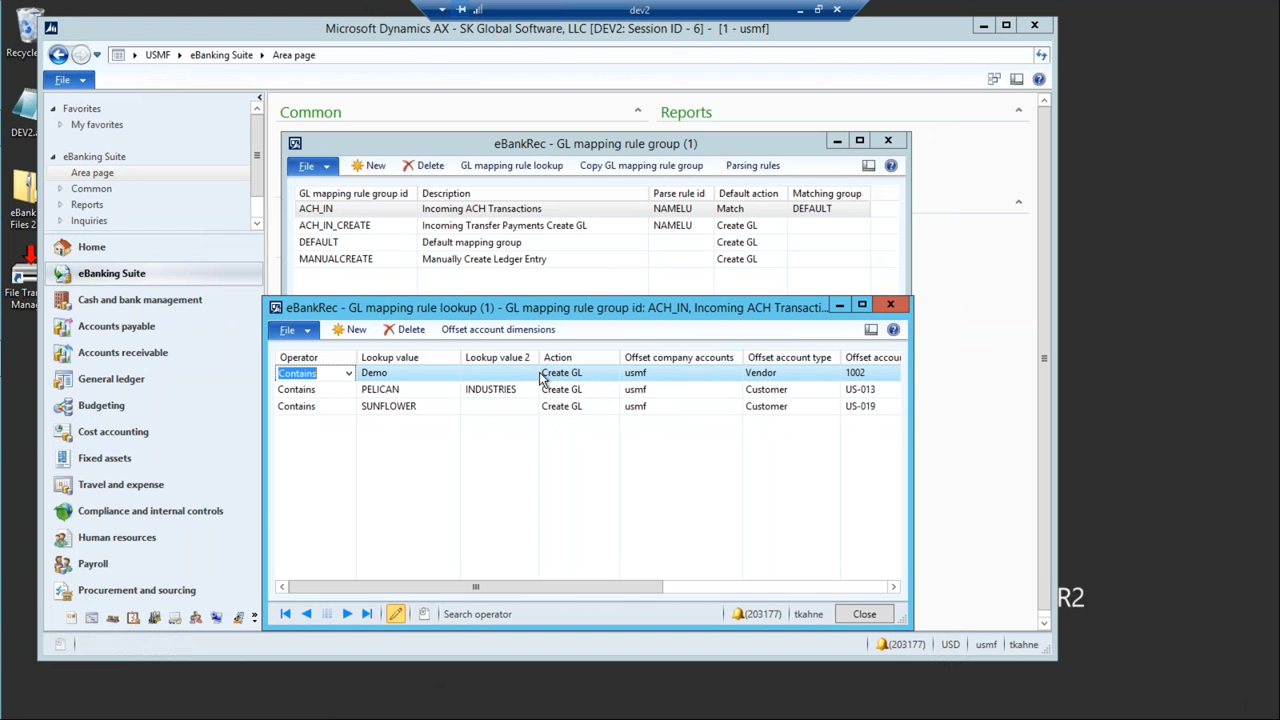 dev2
Recycle
Microsoft Dynamics AX - SK Global Software, LLC [DEV2: Session ID - 6] - [1 - usmf]
USMF eBanking Suite Area page
File
DEV2.
Favorites
My favorites
eBanking Suite
Area page
Common
Reports
Inquiries
eBank
Files 2
File Tran
Manag
Home
eBanking Suite
Cash and bank management
Accounts payable
Accounts receivable
General ledger
Budgeting
Cost accounting
Fixed assets
Travel and expense
Compliance and internal controls
Human resources
Payroll
Procurement and sourcing
Common Reports
eBankRec - GL mapping rule group (1)
File New Delete GL mapping rule lookup Copy GL mapping rule group Parsing rules
GL mapping rule group id Description Parse rule id Default action Matching group
ACH_IN Incoming ACH Transactions NAMELU Match DEFAULT
ACH_IN_CREATE Incoming Transfer Payments Create GL NAMELU Create GL
DEFAULT Default mapping group Create GL
MANUALCREATE Manually Create Ledger Entry Create GL
eBankRec - GL mapping rule lookup (1) - GL mapping rule group id: ACH_IN, Incoming ACH Transacti...
File New Delete Offset account dimensions
Operator Lookup value Lookup value 2 Action Offset company accounts Offset account type Offset accou
Contains Demo Create GL usmf Vendor 1002
Contains PELICAN INDUSTRIES Create GL usmf Customer US-013
Contains SUNFLOWER Create GL usmf Customer US-019
Search operator (203177) tkahne Close
R2
(203177) USD usmf tkahne